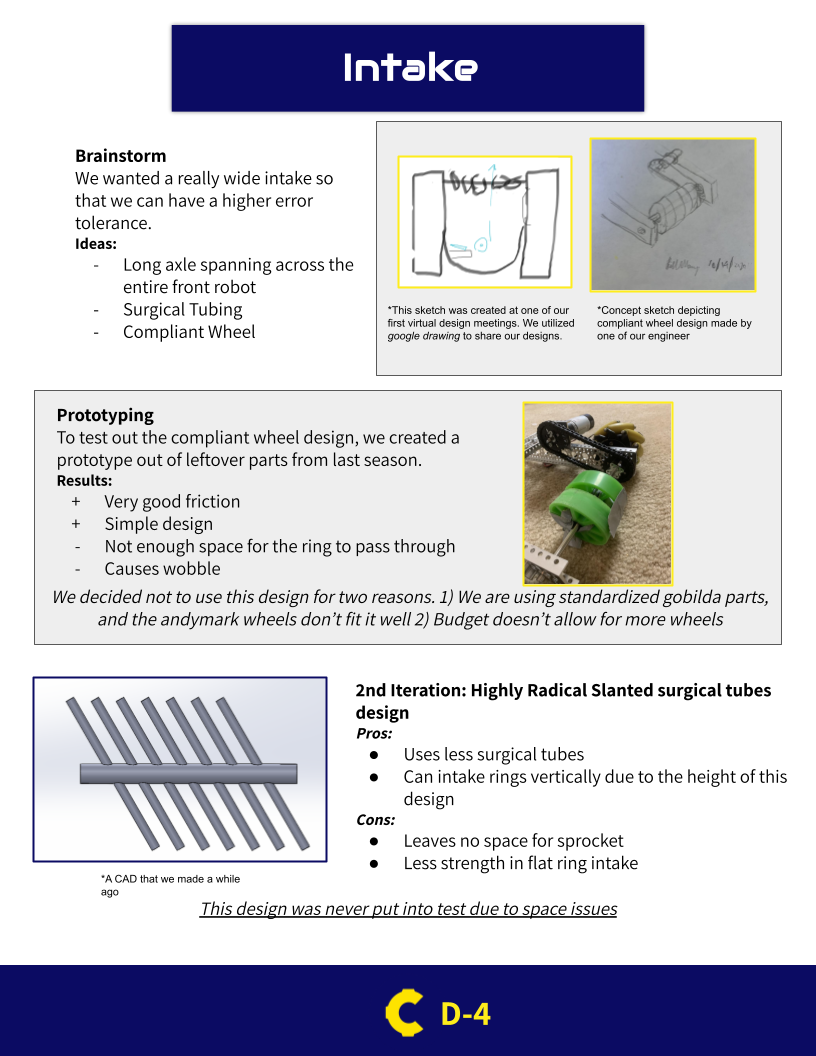 Intake
Brainstorm
We wanted a really wide intake so
that we can have a higher error
tolerance.
Ideas:
- Long axle spanning across the
entire front robot
- Surgical Tubing
- Compliant Wheel
*This sketch was created at one of our
first virtual design meetings. We utilized
google drawing to share our designs.
*Concept sketch depicting
compliant wheel design made by
one of our engineer
Prototyping
To test out the compliant wheel design, we created a
prototype out of leftover parts from last season.
Results:
+ Very good friction
+ Simple design
- Not enough space for the ring to pass through
- Causes wobble
We decided not to use this design for two reasons. 1) We are using standardized gobilda parts,
and the andymark wheels don’t fit it well 2) Budget doesn’t allow for more wheels
2nd Iteration: Highly Radical Slanted surgical tubes
design
Pros:
● Uses less surgical tubes
● Can intake rings vertically due to the height of this
design
Cons:
● Leaves no space for sprocket
● Less strength in flat ring intake
*A CAD that we made a while
ago
This design was never put into test due to space issues
D-4